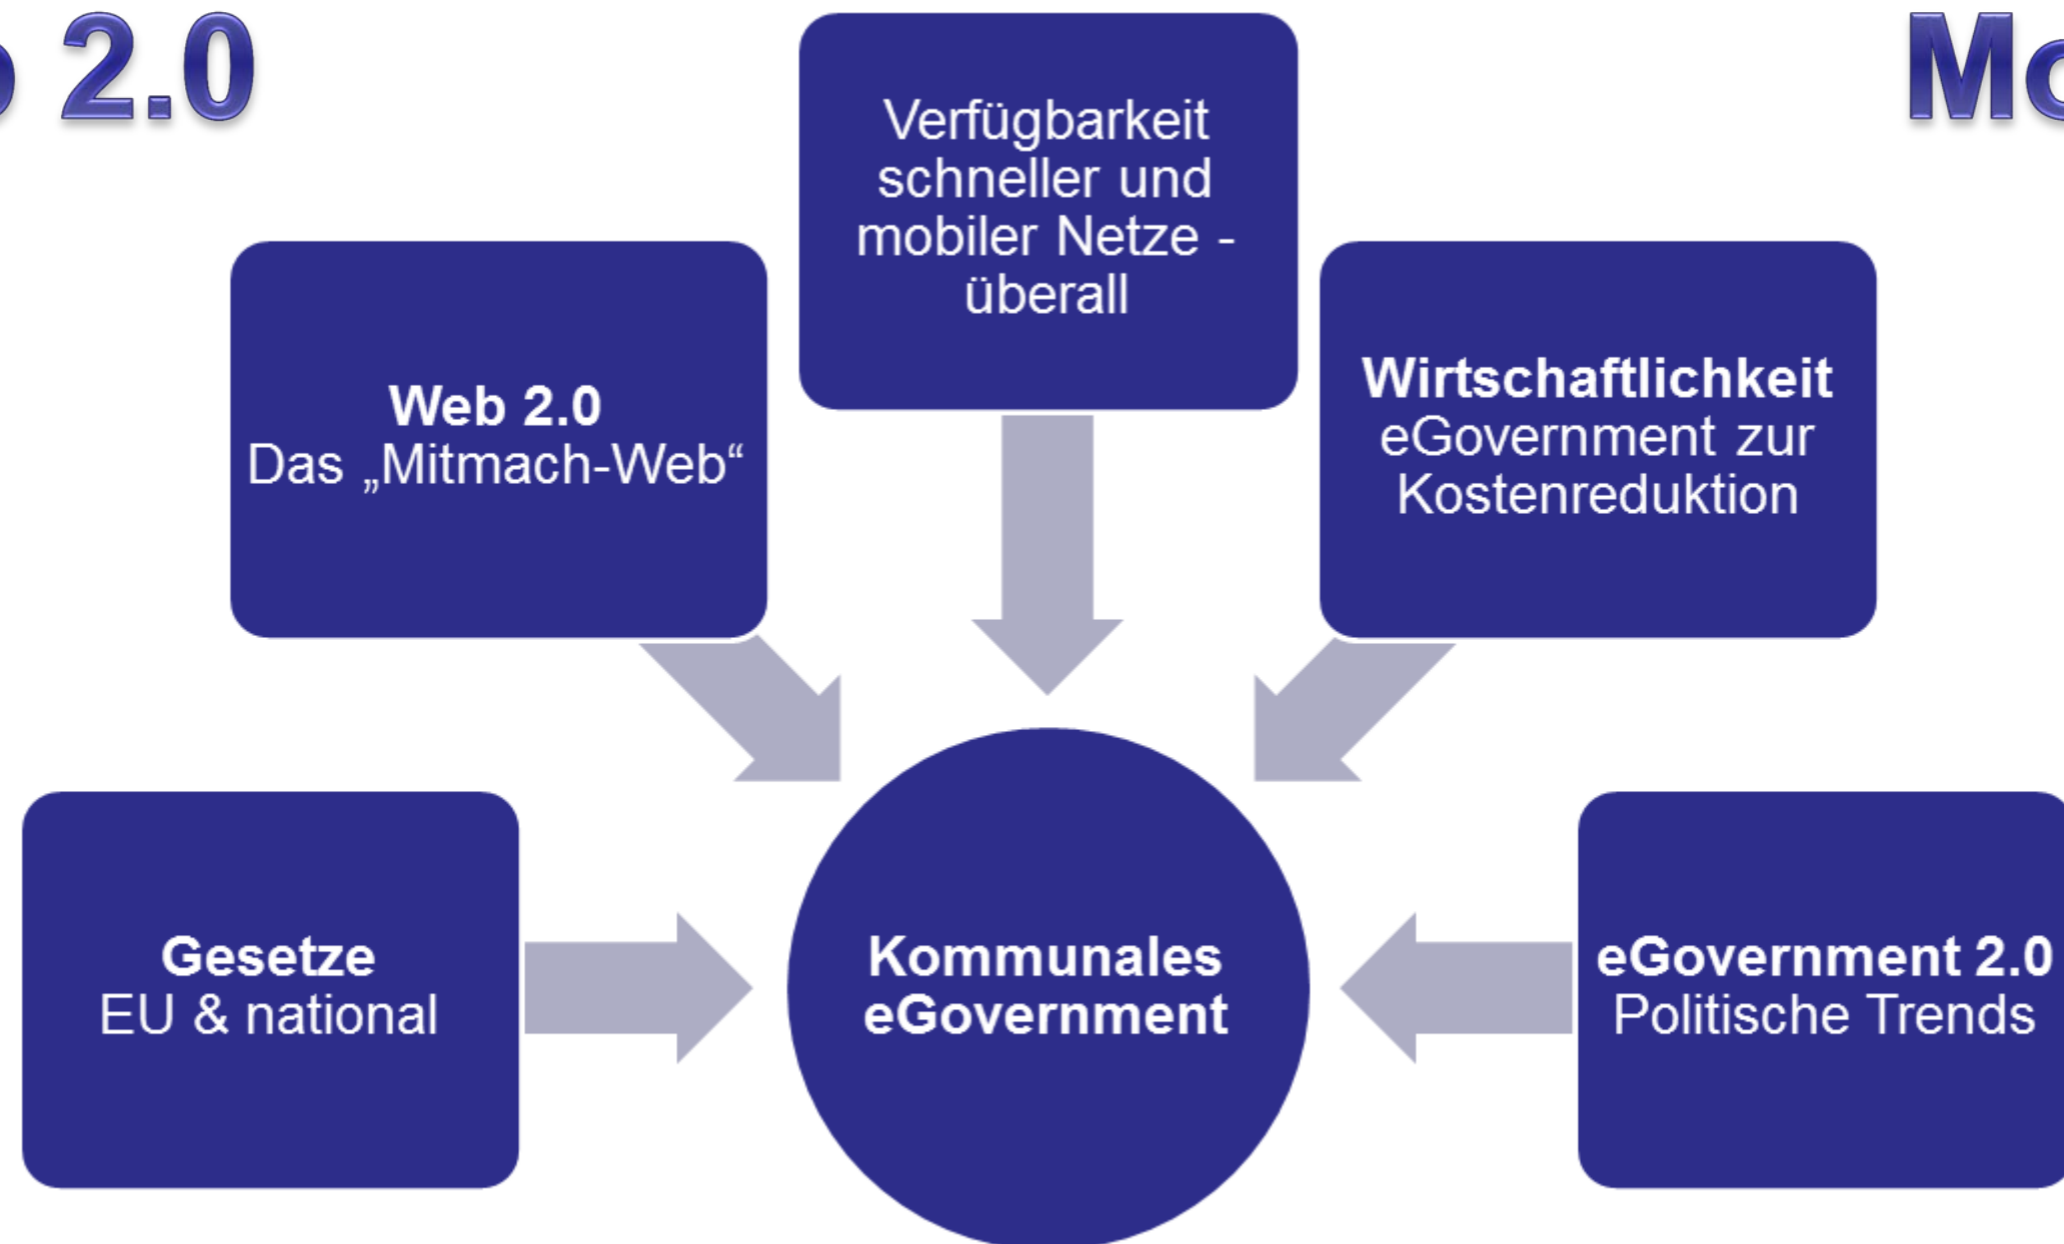 2.0
Verfügbarkeit
schneller und
mobiler Netze -
überall
Web 2.0
Das „Mitmach-Web“
Wirtschaftlichkeit
eGovernment zur
Kostenreduktion
Gesetze
EU & national
Kommunales
eGovernment
eGovernment 2.0
Politische Trends